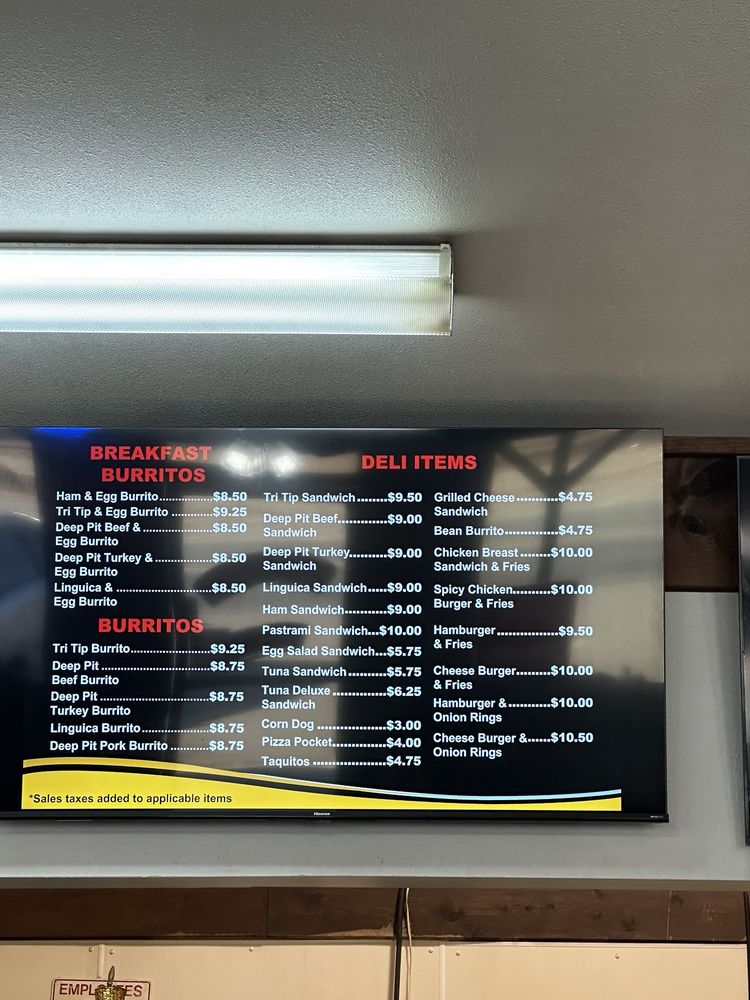 BREAKFAST
BURRITOS
Ham & Egg Burrito..................$8.50
Tri Tip & Egg Burrito ..................$9.25
Deep Pit Beef & ..................$8.50
Egg Burrito
Deep Pit Turkey & ..................$8.50
Egg Burrito
Linguica & ..................$8.50
Egg Burrito
BURRITOS
Tri Tip Burrito..................$9.25
Deep Pit ..................$8.75
Beef Burrito
Deep Pit ..................$8.75
Turkey Burrito
Linguica Burrito..................$8.75
Deep Pit Pork Burrito ...........$8.75
DELI ITEMS
Tri Tip Sandwich ........$9.50
Deep Pit Beef............$9.00
Sandwich
Deep Pit Turkey.........$9.00
Sandwich
Linguica Sandwich.....$9.00
Ham Sandwich...........$9.00
Pastrami Sandwich...$10.00
Egg Salad Sandwich...$5.75
Tuna Sandwich ..........$5.75
Tuna Deluxe ..............$6.25
Sandwich
Corn Dog ..................$3.00
Pizza Pocket..............$4.00
Taquitos ...................$4.75
Grilled Cheese...........$4.75
Sandwich
Bean Burrito..............$4.75
Chicken Breast ........$10.00
Sandwich & Fries
Spicy Chicken..........$10.00
Burger & Fries
Hamburger ................$9.50
& Fries
Cheese Burger.........$10.00
& Fries
Hamburger &...........$10.00
Onion Rings
Cheese Burger &......$10.50
Onion Rings
*Sales taxes added to applicable items
Hisense